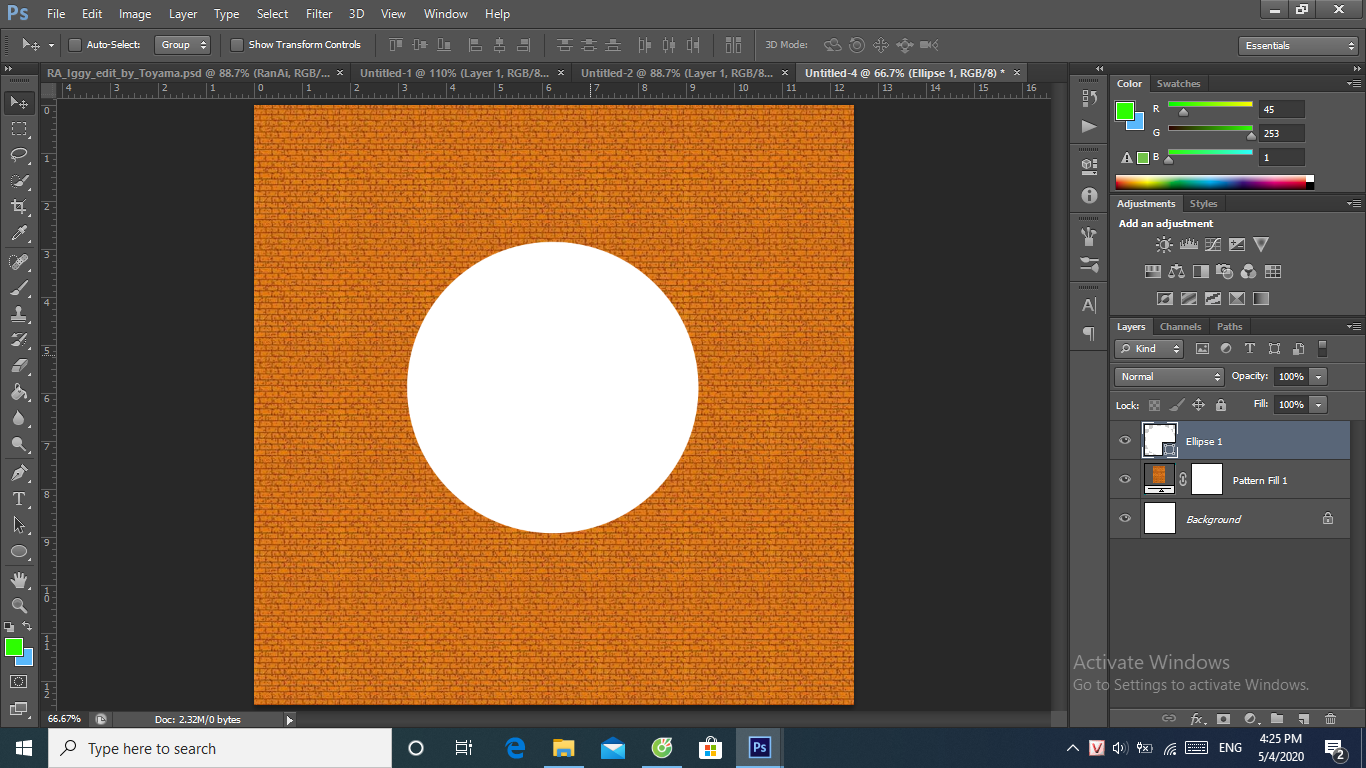 Ps File Edit Image Layer Type Select Filter 3D View Window Help
Auto-Select: Group Show Transform Controls 3D Mode: Essentials
RA_Iggy_edit_by_Toyama.psd @ 88.7% (RanAi, RGB/... × Untitled-1 @ 110% (Layer 1, RGB/8... × Untitled-2 @ 88.7% (Layer 1, RGB/8... × Untitled-4 @ 66.7% (Ellipse 1, RGB/8) * ×
4 3 2 1 0 1 2 3 4 5 6 7 8 9 10 11 12 13 14 15 16
0
1
2
3
4
5
6
7
8
9
10
11
12
Color Swatches
R 45
G 253
B 1
Adjustments Styles
Add an adjustment
Layers Channels Paths
Kind
Normal Opacity: 100%
Lock: Fill: 100%
Ellipse 1
Pattern Fill 1
Background
Activate Windows
Go to Settings to activate Windows.
66.67% Doc: 2.32M/0 bytes
fx
Type here to search
Ps
ENG
4:25 PM
5/4/2020
2